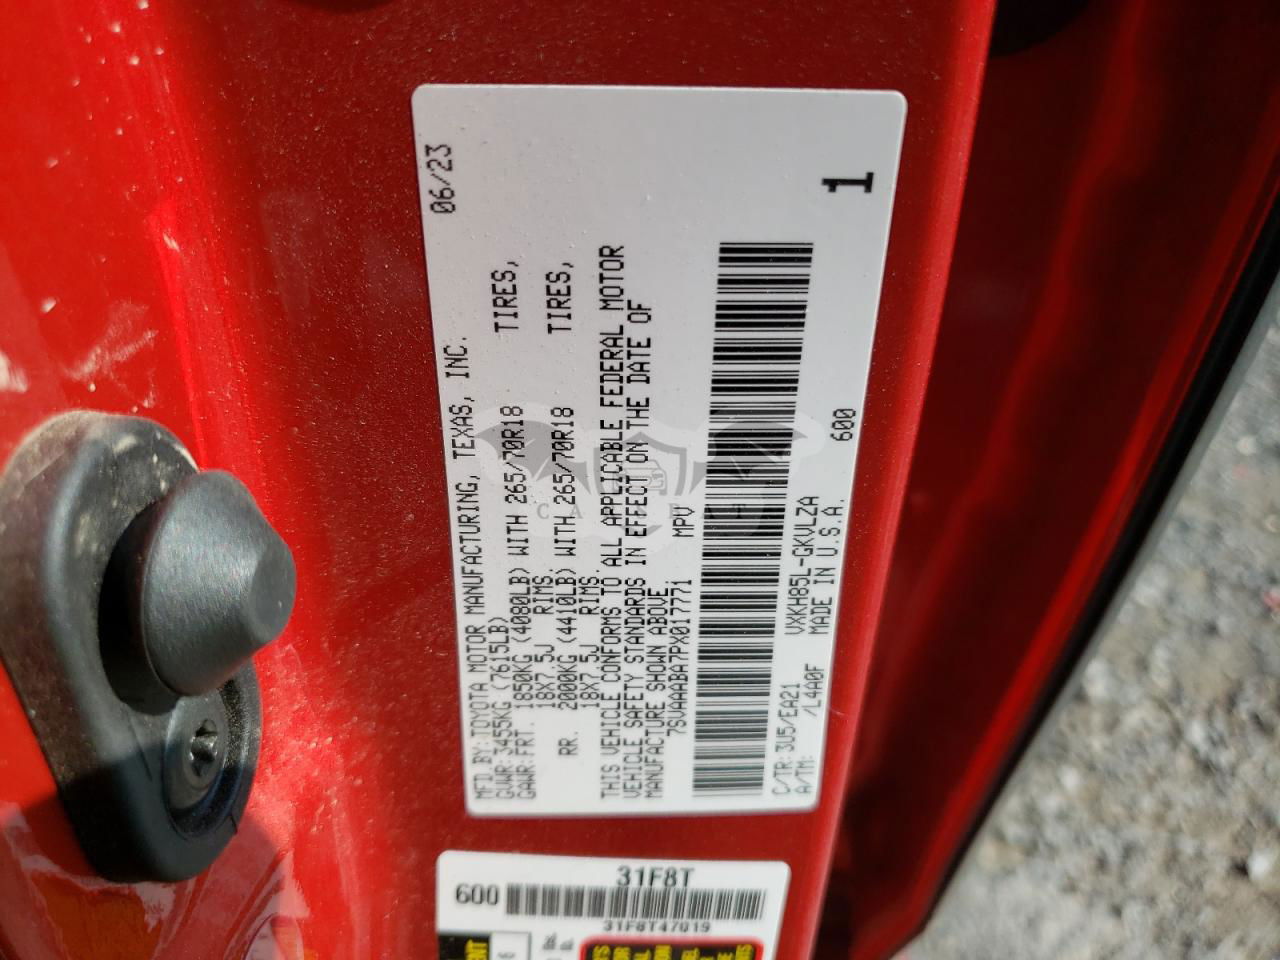 06/23
MFD BY: TOYOTA MOTOR MANUFACTURING, TEXAS, INC.
GVWR: 3455KG (7615LB)
GAWR: FRT. 1850KG (4080LB) WITH 265/70R18 TIRES,
18X7.5J RIMS,
RR. 2000KG (4410LB) WITH 265/70R18 TIRES,
18X7.5J RIMS
THIS VEHICLE CONFORMS TO ALL APPLICABLE FEDERAL MOTOR
VEHICLE SAFETY STANDARDS IN EFFECT ON THE DATE OF
MANUFACTURE SHOWN ABOVE
7SVAAABA7PX017771 MPV
C/TR: 3U5/EA21 VXKH85L-GKVLZA 600
A/TM: /L4A0F MADE IN U.S.A.
1
31F8T
600
31F8T47019